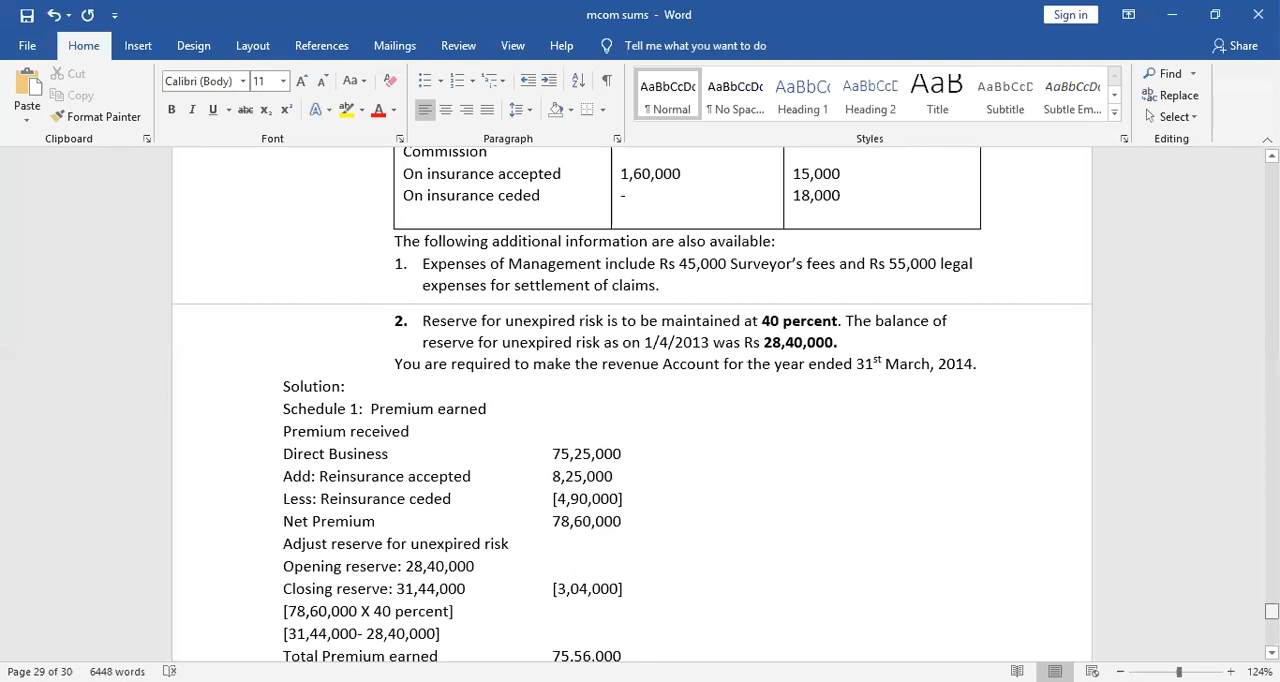 mcom sums - Word
Sign in
File Home Insert Design Layout References Mailings Review View Help Tell me what you want to do Share
Paste Cut Copy Format Painter
Calibri (Body) 11
AaBbCcDc AaBbCcDc AaBbCc AaBbCcE AaB AaBbCcD AaBbCcDc
¶ Normal ¶ No Spac... Heading 1 Heading 2 Title Subtitle Subtle Em...
Find
Replace
Select
Clipboard Font Paragraph Styles Editing
Commission
On insurance accepted 1,60,000 15,000
On insurance ceded - 18,000
The following additional information are also available:
1. Expenses of Management include Rs 45,000 Surveyor’s fees and Rs 55,000 legal
expenses for settlement of claims.
2. Reserve for unexpired risk is to be maintained at 40 percent. The balance of
reserve for unexpired risk as on 1/4/2013 was Rs 28,40,000.
You are required to make the revenue Account for the year ended 31st March, 2014.
Solution:
Schedule 1: Premium earned
Premium received
Direct Business 75,25,000
Add: Reinsurance accepted 8,25,000
Less: Reinsurance ceded [4,90,000]
Net Premium 78,60,000
Adjust reserve for unexpired risk
Opening reserve: 28,40,000
Closing reserve: 31,44,000 [3,04,000]
[78,60,000 X 40 percent]
[31,44,000- 28,40,000]
Total Premium earned 75,56,000
Page 29 of 30 6448 words 124%